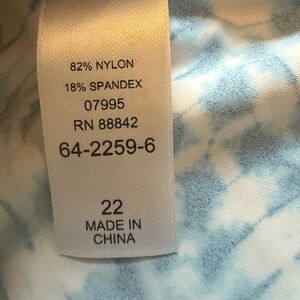 82% NYLON
18% SPANDEX
07995
RN 88842
64-2259-6
22
MADE IN
CHINA